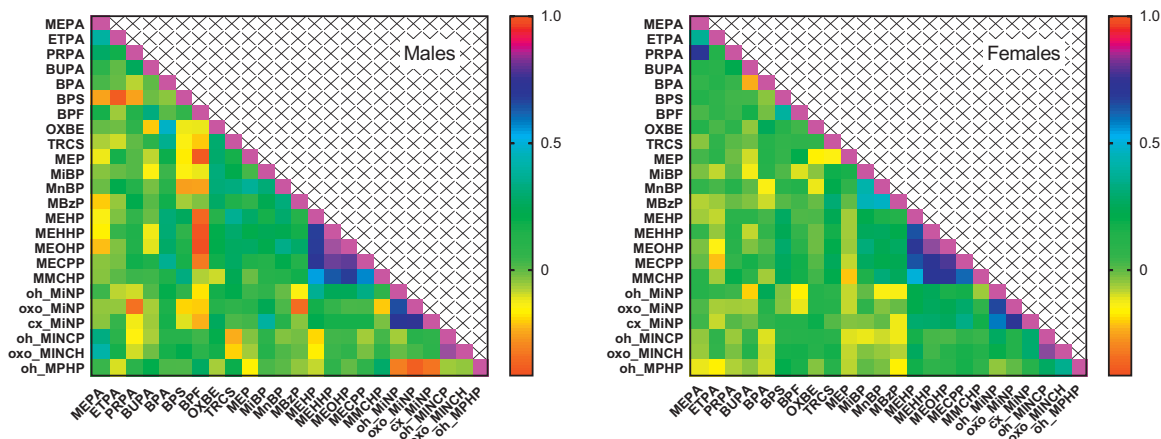 Males
MEPA
ETPA
PRPA
BUPA
BPA
BPS
BPF
OXBE
TRCS
MEP
MiBP
MnBP
MBzP
MEHP
MEHHP
MEOHP
MECPP
MMCHP
oh_MiNP
oxo_MiNP
cx_MiNP
oh_MINCP
oxo_MINCH
oh_MPHP
MEPA
ETPA
PRPA
BUPA
BPA
BPS
BPF
OXBE
TRCS
MEP
MiBP
MnBP
MBzP
MEHP
MEHHP
MEOHP
MECPP
MMCHP
oh_MiNP
oxo_MiNP
cx_MiNP
oh_MINCP
oxo_MINCH
oh_MPHP
1.0
0.5
0
Females
MEPA
ETPA
PRPA
BUPA
BPA
BPS
BPF
OXBE
TRCS
MEP
MiBP
MnBP
MBzP
MEHP
MEHHP
MEOHP
MECPP
MMCHP
oh_MiNP
oxo_MiNP
cx_MiNP
oh_MINCP
oxo_MINCH
oh_MPHP
MEPA
ETPA
PRPA
BUPA
BPA
BPS
BPF
OXBE
TRCS
MEP
MiBP
MnBP
MBzP
MEHP
MEHHP
MEOHP
MECPP
MMCHP
oh_MiNP
oxo_MiNP
cx_MiNP
oh_MINCP
oxo_MINCH
oh_MPHP
1.0
0.5
0